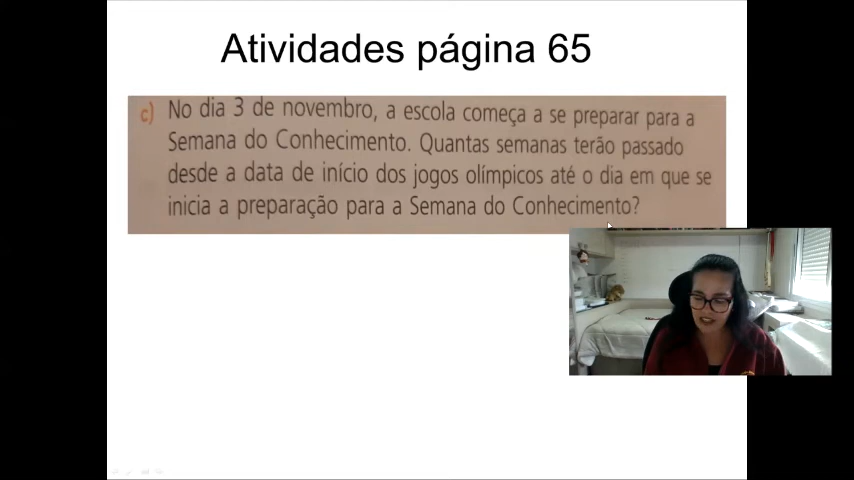 Atividades página 65
c) No dia 3 de novembro, a escola começa a se preparar para a
Semana do Conhecimento. Quantas semanas terão passado
desde a data de início dos jogos olímpicos até o dia em que se
inicia a preparação para a Semana do Conhecimento?